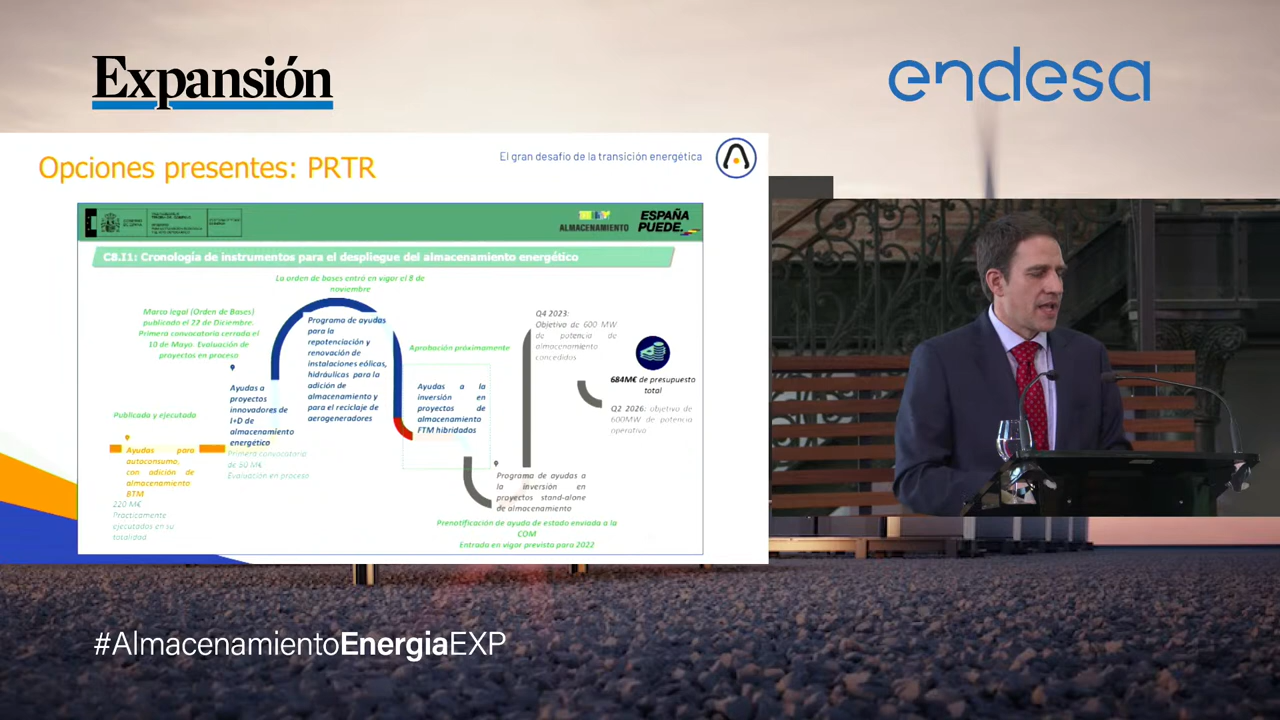 Expansión
endesa
Opciones presentes: PRTR
El gran desafío de la transición energética
ALMACENAMIENTO
ESPAÑA
PUEDE.
C8.I1: Cronología de instrumentos para el despliegue del almacenamiento energético
La orden de bases entró en vigor el 8 de
noviembre
Marco legal (Orden de Bases)
publicado el 22 de Diciembre.
Primera convocatoria cerrada el
10 de Mayo. Evaluación de
proyectos en proceso
Publicada y ejecutada
Ayudas para
autoconsumo,
con adición de
almacenamiento
BTM
220 M€
Prácticamente
ejecutados en su
totalidad
Ayudas a
proyectos
innovadores de
I+D de
almacenamiento
energético
Primera convocatoria
de 50 M€
Evaluación en proceso
Programa de ayudas
para la
repotenciación y
renovación de
instalaciones eólicas,
hidráulicas para la
adición de
almacenamiento y
para el reciclaje de
aerogeneradores
Aprobación próximamente
Ayudas a la
inversión en
proyectos de
almacenamiento
FTM hibridados
Programa de ayudas a
la inversión en
proyectos stand-alone
de almacenamiento
Prenotificación de ayuda de estado enviada a la
COM
Entrada en vigor prevista para 2022
Q4 2023:
Objetivo de 600 MW
de potencia de
almacenamiento
concedidos
684M€ de presupuesto
total
Q2 2026: objetivo de
600MW de potencia
operativo
#AlmacenamientoEnergiaEXP